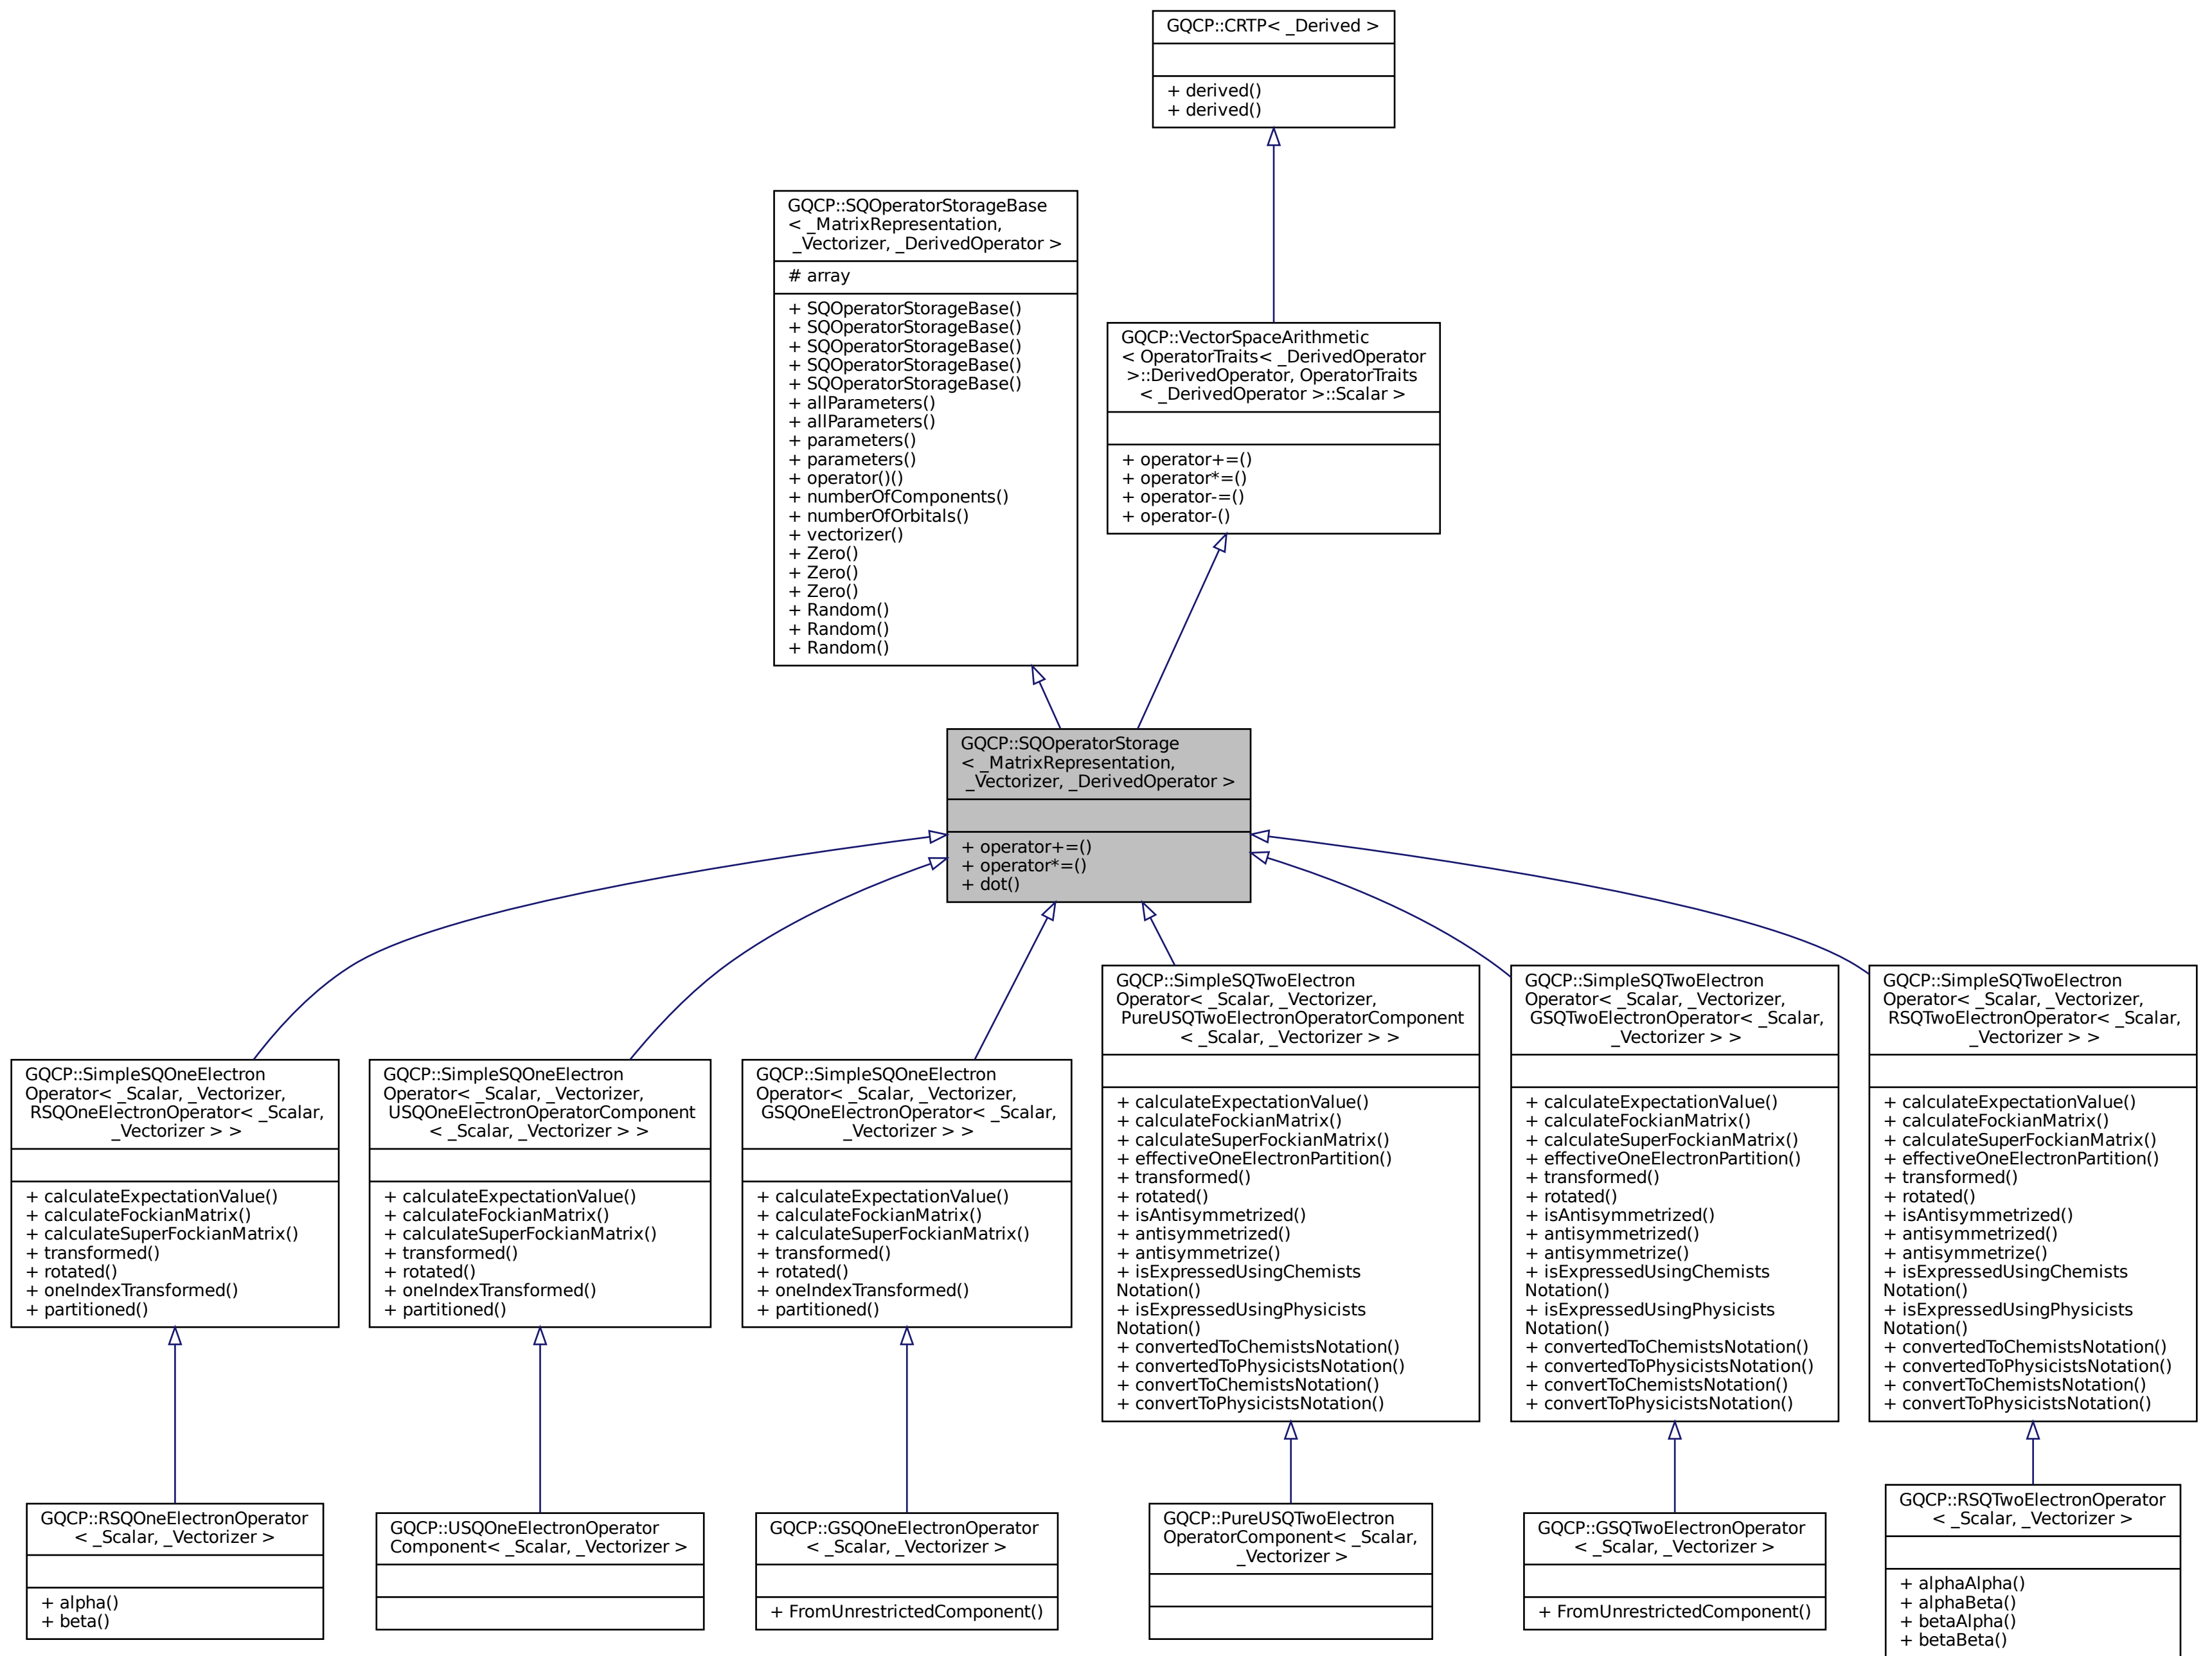 GQCP::CRTP< _Derived >
+ derived()
+ derived()
GQCP::SQOperatorStorageBase
< _MatrixRepresentation,
_Vectorizer, _DerivedOperator >
# array
+ SQOperatorStorageBase()
+ SQOperatorStorageBase()
+ SQOperatorStorageBase()
+ SQOperatorStorageBase()
+ SQOperatorStorageBase()
+ allParameters()
+ allParameters()
+ parameters()
+ parameters()
+ operator()()
+ numberOfComponents()
+ numberOfOrbitals()
+ vectorizer()
+ Zero()
+ Zero()
+ Zero()
+ Random()
+ Random()
+ Random()
GQCP::VectorSpaceArithmetic
< OperatorTraits< _DerivedOperator
>::DerivedOperator, OperatorTraits
< _DerivedOperator >::Scalar >
+ operator+=()
+ operator*=()
+ operator-=()
+ operator-()
GQCP::SQOperatorStorage
< _MatrixRepresentation,
_Vectorizer, _DerivedOperator >
+ operator+=()
+ operator*=()
+ dot()
GQCP::SimpleSQOneElectron
Operator< _Scalar, _Vectorizer,
RSQOneElectronOperator< _Scalar,
_Vectorizer > >
+ calculateExpectationValue()
+ calculateFockianMatrix()
+ calculateSuperFockianMatrix()
+ transformed()
+ rotated()
+ oneIndexTransformed()
+ partitioned()
GQCP::SimpleSQOneElectron
Operator< _Scalar, _Vectorizer,
USQOneElectronOperatorComponent
< _Scalar, _Vectorizer > >
+ calculateExpectationValue()
+ calculateFockianMatrix()
+ calculateSuperFockianMatrix()
+ transformed()
+ rotated()
+ oneIndexTransformed()
+ partitioned()
GQCP::SimpleSQOneElectron
Operator< _Scalar, _Vectorizer,
GSQOneElectronOperator< _Scalar,
_Vectorizer > >
+ calculateExpectationValue()
+ calculateFockianMatrix()
+ calculateSuperFockianMatrix()
+ transformed()
+ rotated()
+ oneIndexTransformed()
+ partitioned()
GQCP::SimpleSQTwoElectron
Operator< _Scalar, _Vectorizer,
PureUSQTwoElectronOperatorComponent
< _Scalar, _Vectorizer > >
+ calculateExpectationValue()
+ calculateFockianMatrix()
+ calculateSuperFockianMatrix()
+ effectiveOneElectronPartition()
+ transformed()
+ rotated()
+ isAntisymmetrized()
+ antisymmetrized()
+ antisymmetrize()
+ isExpressedUsingChemists
Notation()
+ isExpressedUsingPhysicists
Notation()
+ convertedToChemistsNotation()
+ convertedToPhysicistsNotation()
+ convertToChemistsNotation()
+ convertToPhysicistsNotation()
GQCP::SimpleSQTwoElectron
Operator< _Scalar, _Vectorizer,
GSQTwoElectronOperator< _Scalar,
_Vectorizer > >
+ calculateExpectationValue()
+ calculateFockianMatrix()
+ calculateSuperFockianMatrix()
+ effectiveOneElectronPartition()
+ transformed()
+ rotated()
+ isAntisymmetrized()
+ antisymmetrized()
+ antisymmetrize()
+ isExpressedUsingChemists
Notation()
+ isExpressedUsingPhysicists
Notation()
+ convertedToChemistsNotation()
+ convertedToPhysicistsNotation()
+ convertToChemistsNotation()
+ convertToPhysicistsNotation()
GQCP::SimpleSQTwoElectron
Operator< _Scalar, _Vectorizer,
RSQTwoElectronOperator< _Scalar,
_Vectorizer > >
+ calculateExpectationValue()
+ calculateFockianMatrix()
+ calculateSuperFockianMatrix()
+ effectiveOneElectronPartition()
+ transformed()
+ rotated()
+ isAntisymmetrized()
+ antisymmetrized()
+ antisymmetrize()
+ isExpressedUsingChemists
Notation()
+ isExpressedUsingPhysicists
Notation()
+ convertedToChemistsNotation()
+ convertedToPhysicistsNotation()
+ convertToChemistsNotation()
+ convertToPhysicistsNotation()
GQCP::RSQOneElectronOperator
< _Scalar, _Vectorizer >
+ alpha()
+ beta()
GQCP::USQOneElectronOperator
Component< _Scalar, _Vectorizer >
GQCP::GSQOneElectronOperator
< _Scalar, _Vectorizer >
+ FromUnrestrictedComponent()
GQCP::PureUSQTwoElectron
OperatorComponent< _Scalar,
_Vectorizer >
GQCP::GSQTwoElectronOperator
< _Scalar, _Vectorizer >
+ FromUnrestrictedComponent()
GQCP::RSQTwoElectronOperator
< _Scalar, _Vectorizer >
+ alphaAlpha()
+ alphaBeta()
+ betaAlpha()
+ betaBeta()